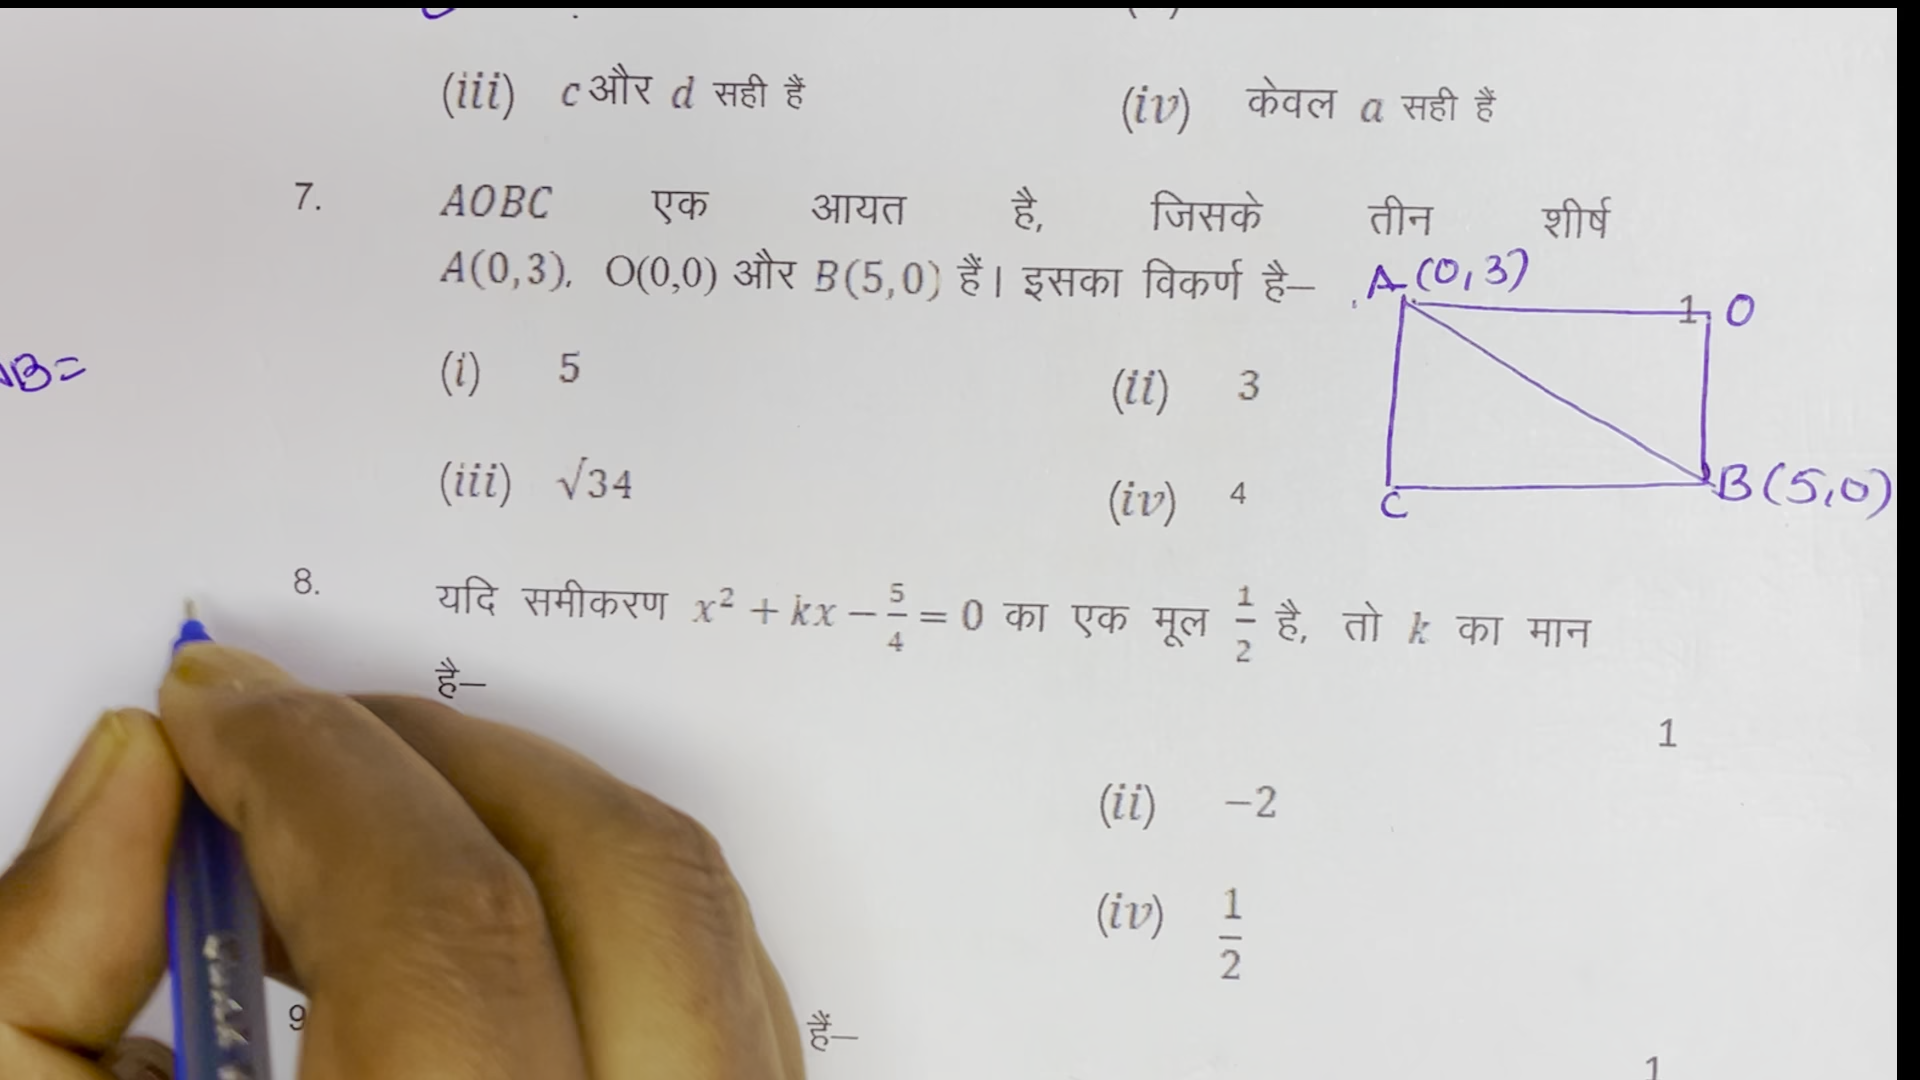 (iii) c और d सही हैं (iv) केवल a सही हैं
7. AOBC एक आयत है, जिसके तीन शीर्ष
A(0,3), O(0,0) और B(5,0) हैं। इसका विकर्ण है–
1
A (0,3)
O
B (5,0)
C
B=
(i) 5 (ii) 3
(iii) √34 (iv) 4
8. यदि समीकरण x² + kx − 5/4 = 0 का एक मूल 1/2 है, तो k का मान
है–
1
(ii) −2
(iv) 1/2
9 हैं–
1